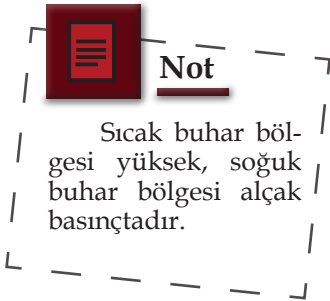 Not
Sıcak buhar böl-
gesi yüksek, soğuk
buhar bölgesi alçak
basınçtadır.